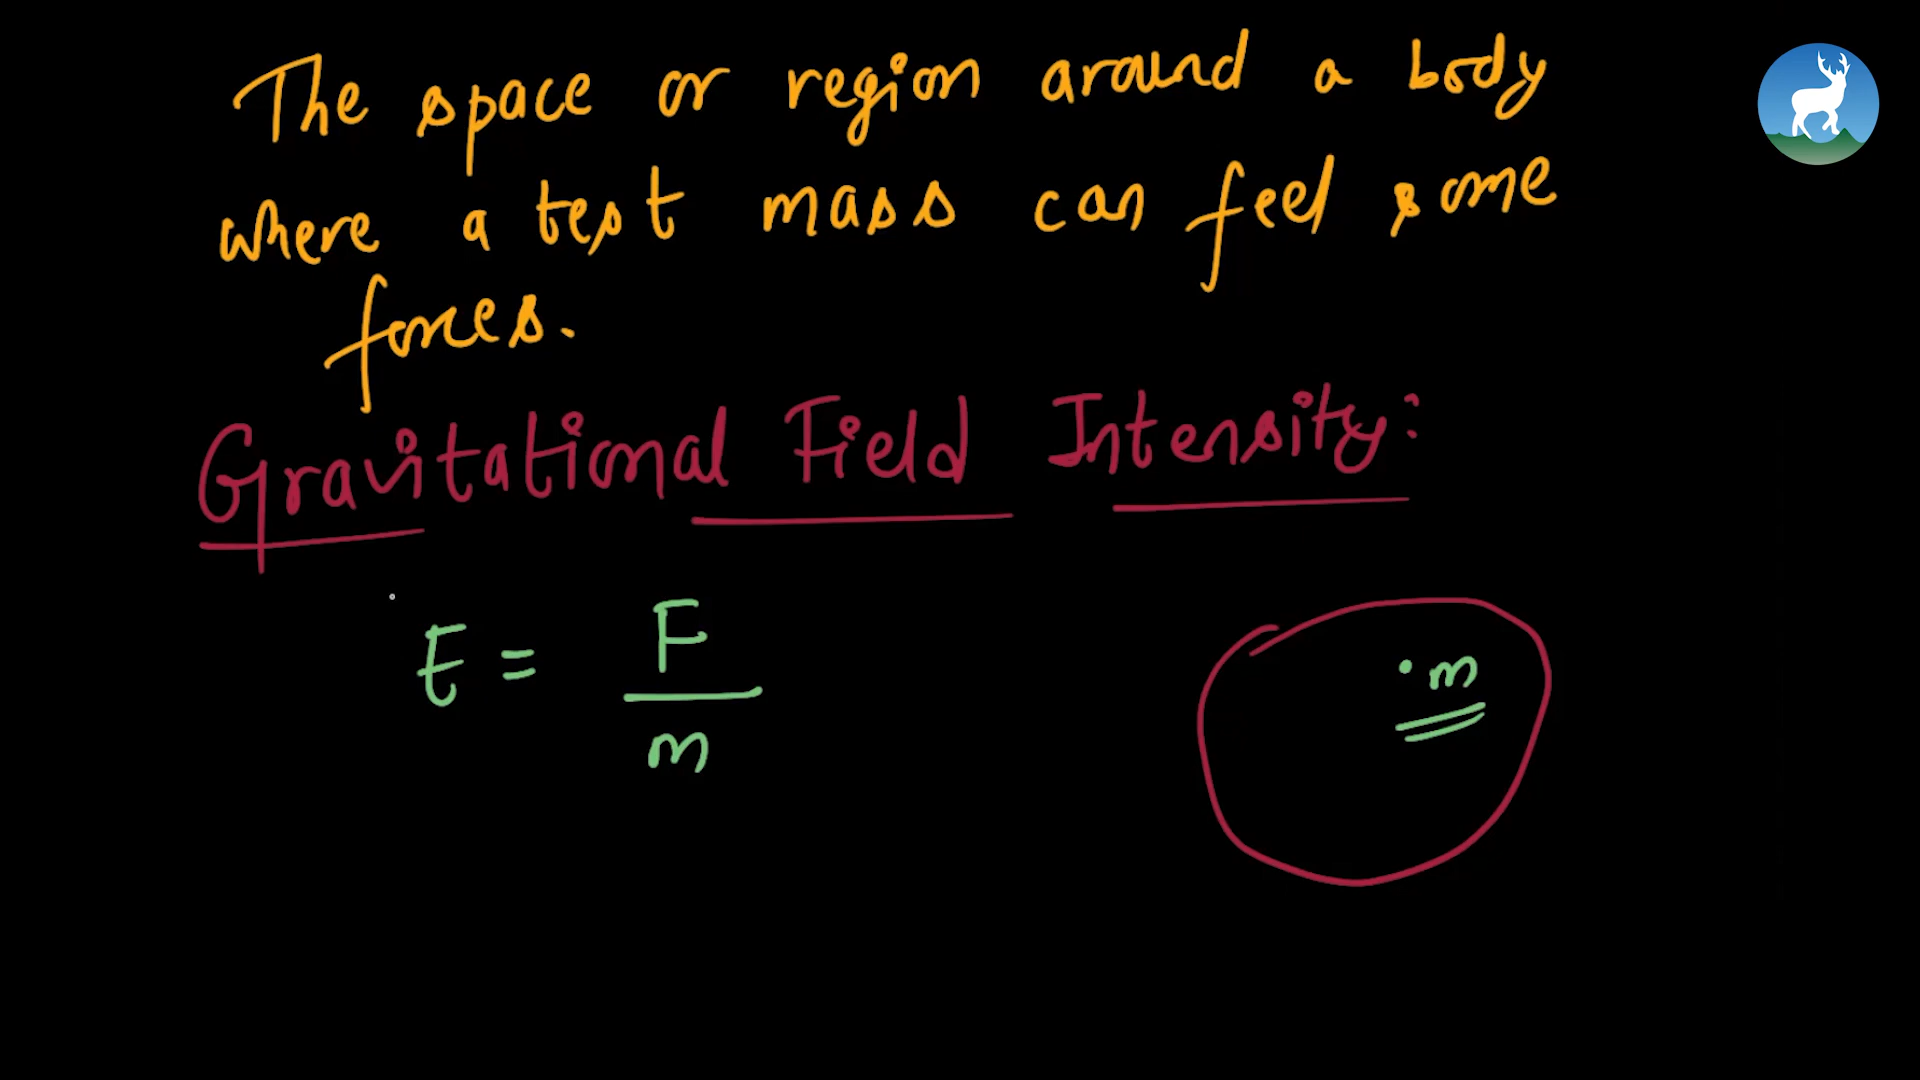 The space or region around a body
where a test mass can feel some
forces.
Gravitational Field Intensity:
E = F/m
.m